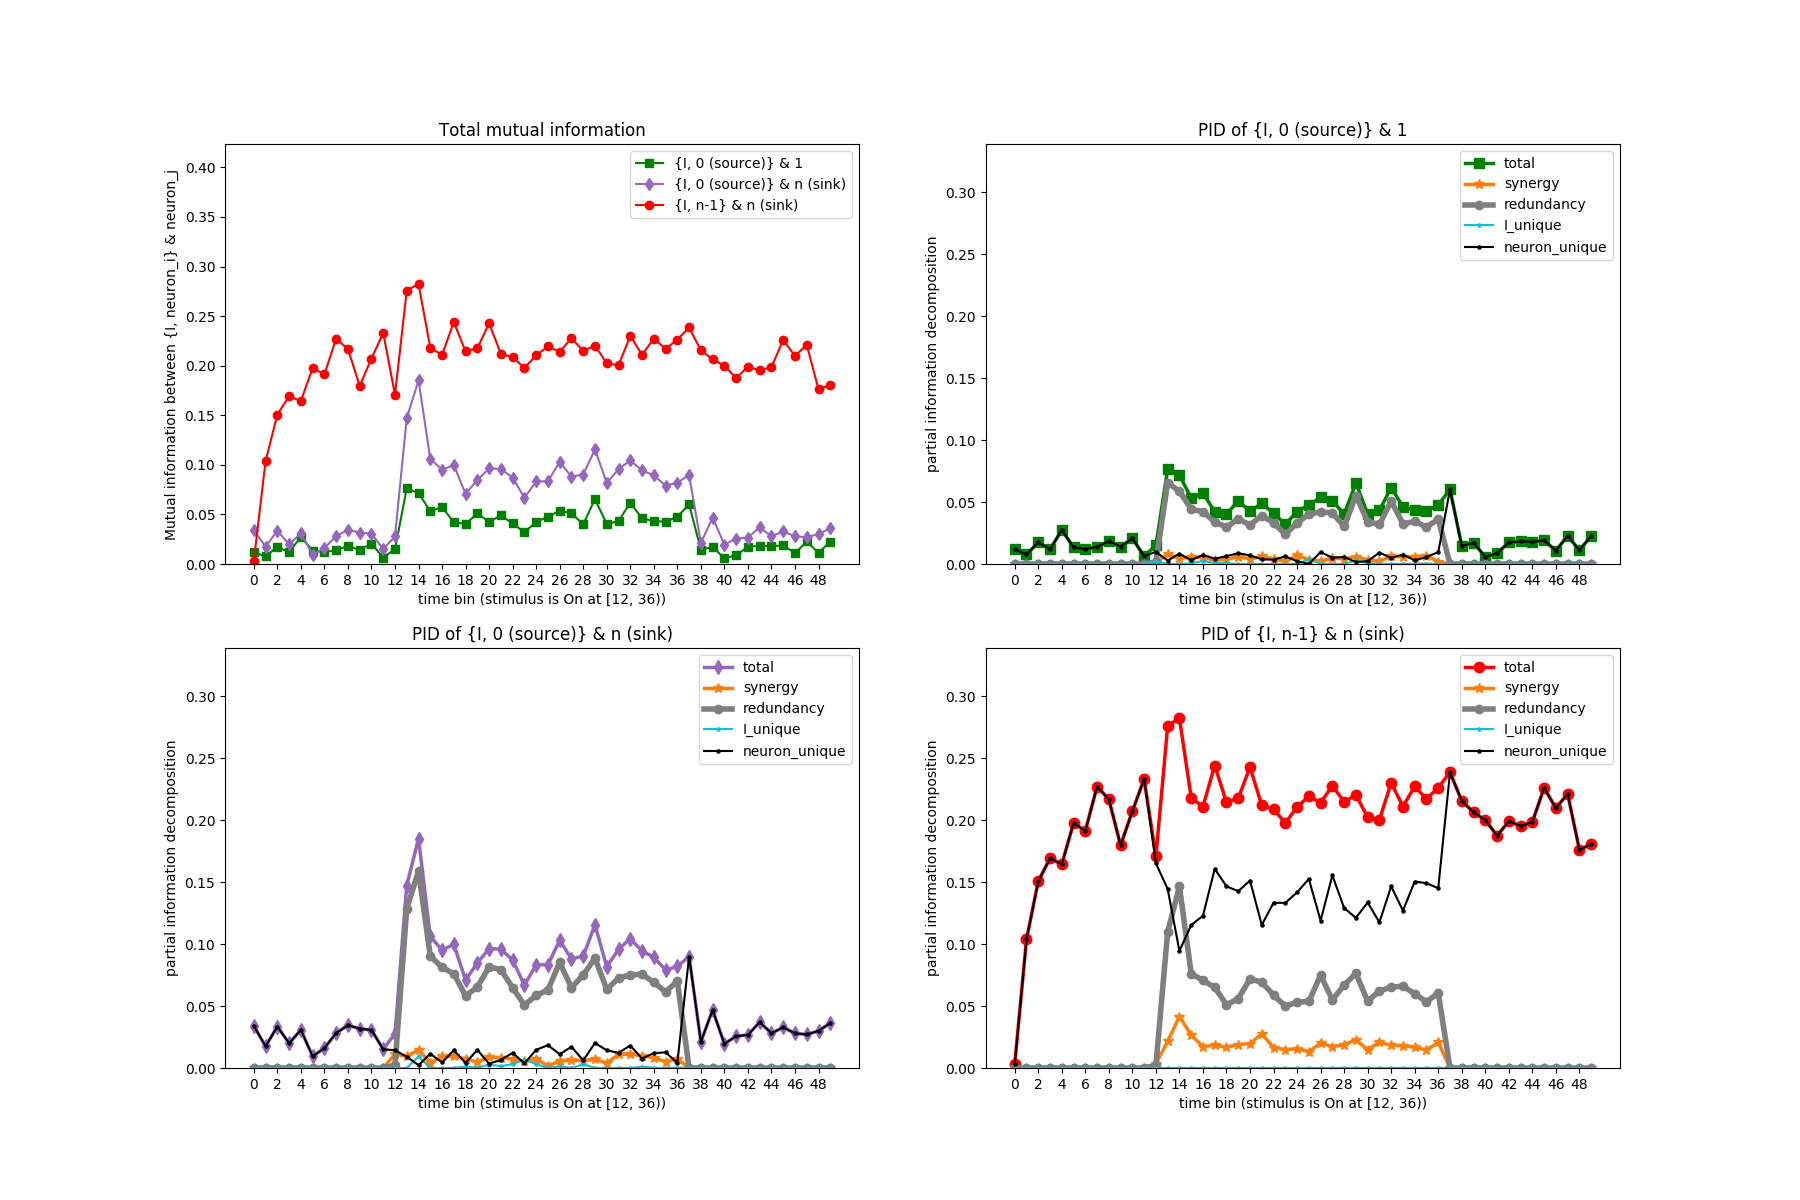 Total mutual information
Mutual information between {I, neuron_i} & neuron_j
0.40
0.35
0.30
0.25
0.20
0.15
0.10
0.05
0.00
{I, 0 (source)} & 1
{I, 0 (source)} & n (sink)
{I, n-1} & n (sink)
0 2 4 6 8 10 12 14 16 18 20 22 24 26 28 30 32 34 36 38 40 42 44 46 48
time bin (stimulus is On at [12, 36))
PID of {I, 0 (source)} & 1
partial information decomposition
0.30
0.25
0.20
0.15
0.10
0.05
0.00
total
synergy
redundancy
I_unique
neuron_unique
0 2 4 6 8 10 12 14 16 18 20 22 24 26 28 30 32 34 36 38 40 42 44 46 48
time bin (stimulus is On at [12, 36))
PID of {I, 0 (source)} & n (sink)
partial information decomposition
0.30
0.25
0.20
0.15
0.10
0.05
0.00
total
synergy
redundancy
I_unique
neuron_unique
0 2 4 6 8 10 12 14 16 18 20 22 24 26 28 30 32 34 36 38 40 42 44 46 48
time bin (stimulus is On at [12, 36))
PID of {I, n-1} & n (sink)
partial information decomposition
0.30
0.25
0.20
0.15
0.10
0.05
0.00
total
synergy
redundancy
I_unique
neuron_unique
0 2 4 6 8 10 12 14 16 18 20 22 24 26 28 30 32 34 36 38 40 42 44 46 48
time bin (stimulus is On at [12, 36))